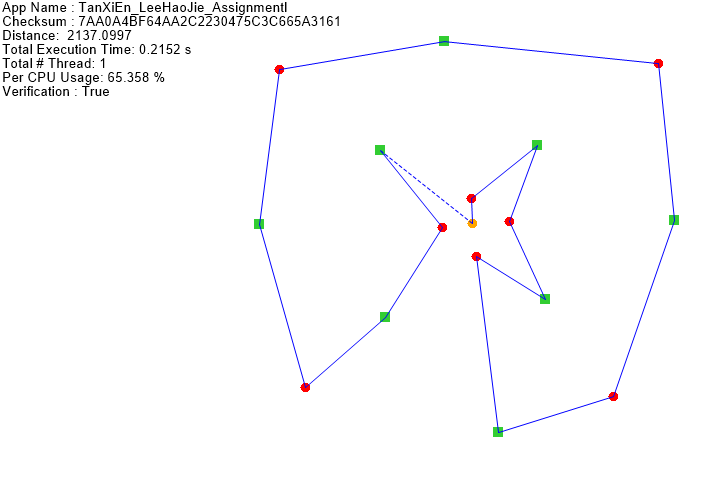 App Name : TanXiEn_LeeHaoJie_AssignmentI
Checksum : 7AA0A4BF64AA2C2230475C3C665A3161
Distance:  2137.0997
Total Execution Time: 0.2152 s
Total # Thread: 1
Per CPU Usage: 65.358 %
Verification : True